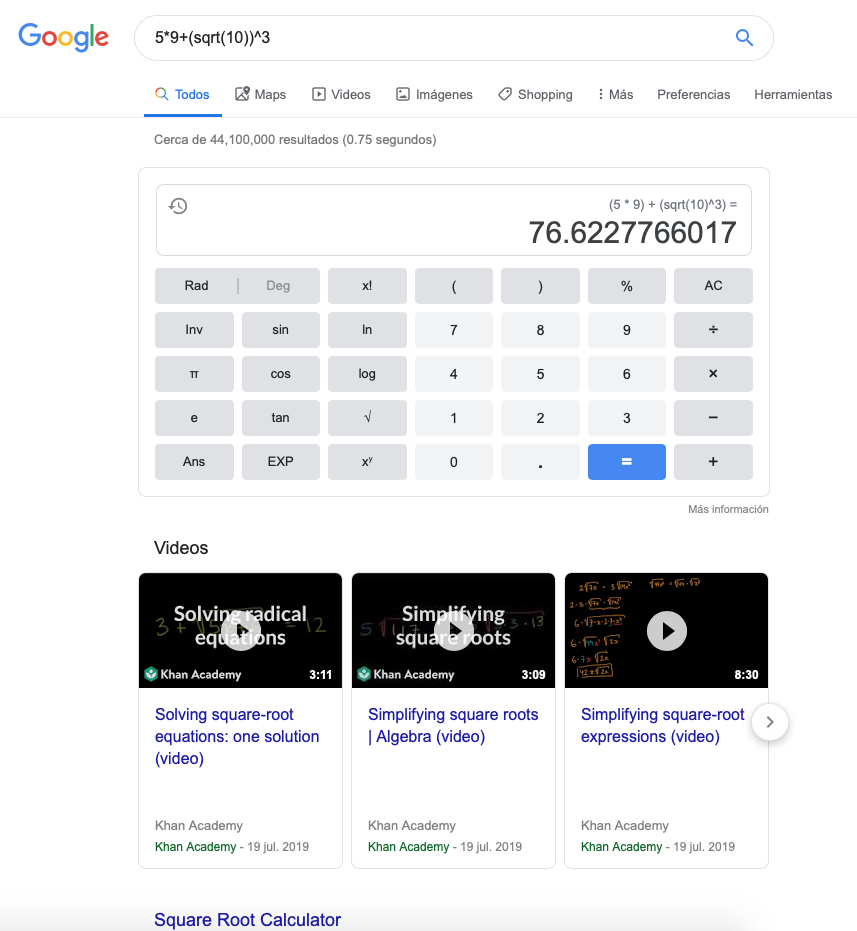 Google
5*9+(sqrt(10))^3
Todos Maps Videos Imágenes Shopping Más Preferencias Herramientas
Cerca de 44,100,000 resultados (0.75 segundos)
(5 * 9) + (sqrt(10)^3) =
76.6227766017
Rad | Deg x! ( ) % AC
Inv sin ln 7 8 9 ÷
π cos log 4 5 6 ×
e tan √ 1 2 3 −
Ans EXP xʸ 0 . = +
Más información
Videos
Solving radical
equations
Khan Academy 3:11
Simplifying
square roots
Khan Academy 3:09
8:30
Solving square-root
equations: one solution
(video)
Khan Academy
Khan Academy - 19 jul. 2019
Simplifying square roots
| Algebra (video)
Khan Academy
Khan Academy - 19 jul. 2019
Simplifying square-root
expressions (video)
Khan Academy
Khan Academy - 19 jul. 2019
Square Root Calculator